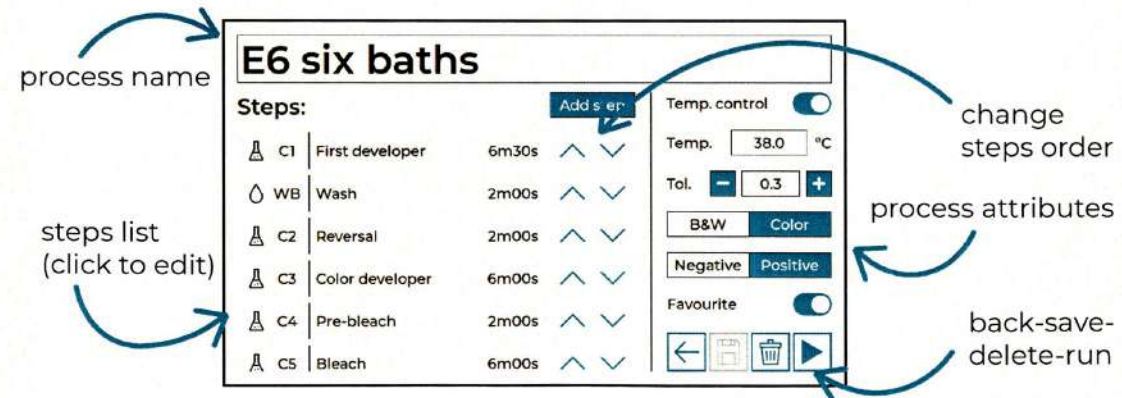 process name
E6 six baths
Steps:
Add step
C1 First developer 6m30s
WB Wash 2m00s
C2 Reversal 2m00s
C3 Color developer 6m00s
C4 Pre-bleach 2m00s
C5 Bleach 6m00s
Temp. control
Temp. 38.0 °C
Tol. − 0.3 +
B&W Color
Negative Positive
Favourite
steps list
(click to edit)
change
steps order
process attributes
back-save-
delete-run